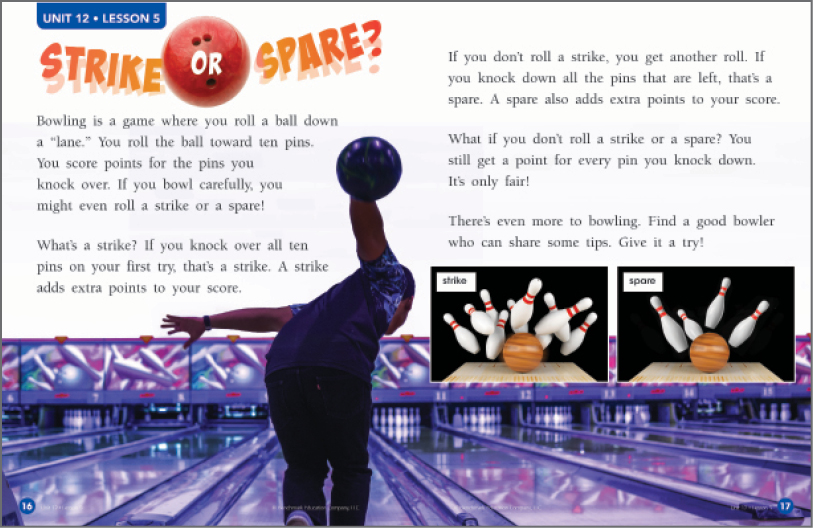 UNIT 12 • LESSON 5
STRIKE OR SPARE?
Bowling is a game where you roll a ball down
a “lane.” You roll the ball toward ten pins.
You score points for the pins you
knock over. If you bowl carefully, you
might even roll a strike or a spare!
What’s a strike? If you knock over all ten
pins on your first try, that’s a strike. A strike
adds extra points to your score.
If you don’t roll a strike, you get another roll. If
you knock down all the pins that are left, that’s a
spare. A spare also adds extra points to your score.
What if you don’t roll a strike or a spare? You
still get a point for every pin you knock down.
It’s only fair!
There’s even more to bowling. Find a good bowler
who can share some tips. Give it a try!
strike
spare
16
17